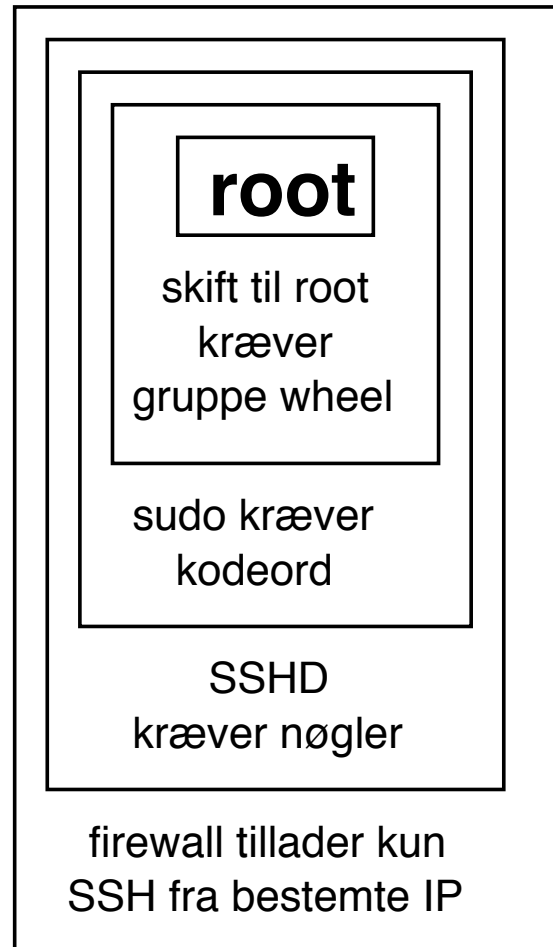 root
skift til root
kræver
gruppe wheel
sudo kræver
kodeord
SSHD
kræver nøgler
firewall tillader kun
SSH fra bestemte IP